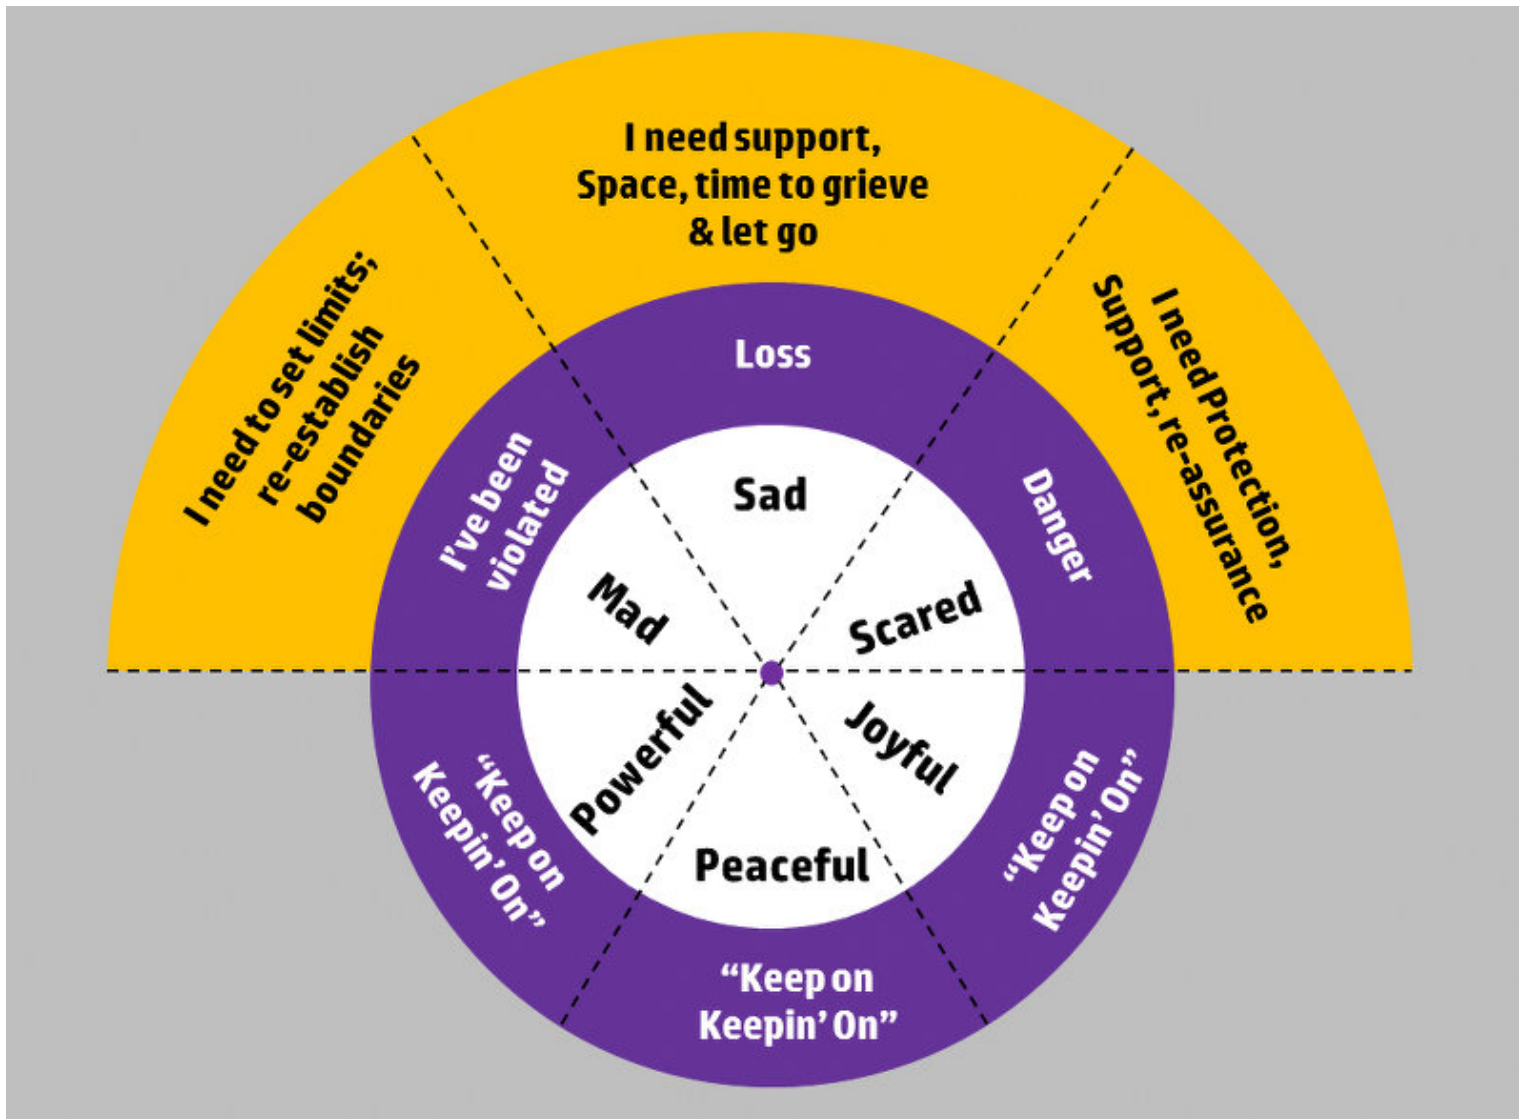 I need support,
Space, time to grieve
& let go
I need to set limits;
re-establish
boundaries
I need Protection,
Support, re-assurance
Loss
I've been
violated
Danger
Sad
Mad
Scared
Powerful
Joyful
Peaceful
“Keep on
Keepin’ On”
“Keep on
Keepin’ On”
“Keep on
Keepin’ On”